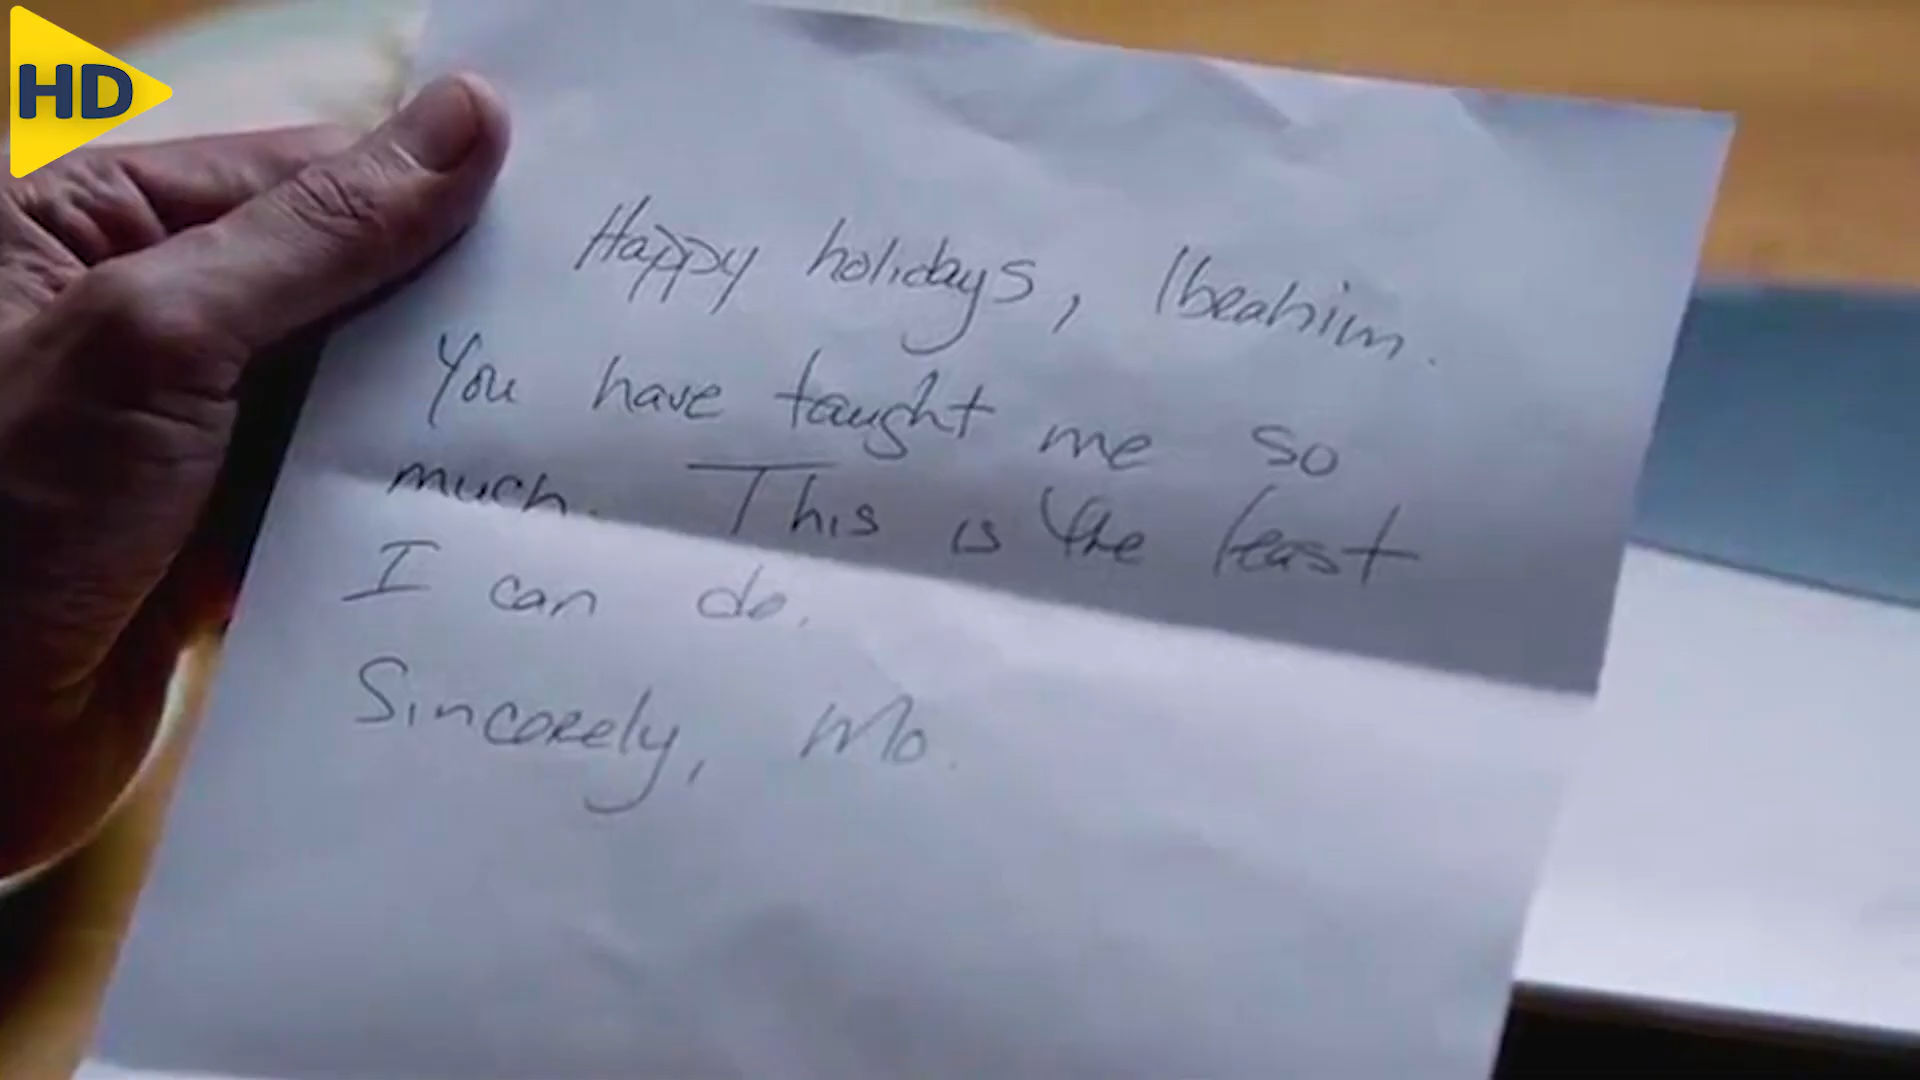 HD
Happy holidays, Ibrahim.
You have taught me so
much. This is the least
I can do.
Sincerely, Mo.